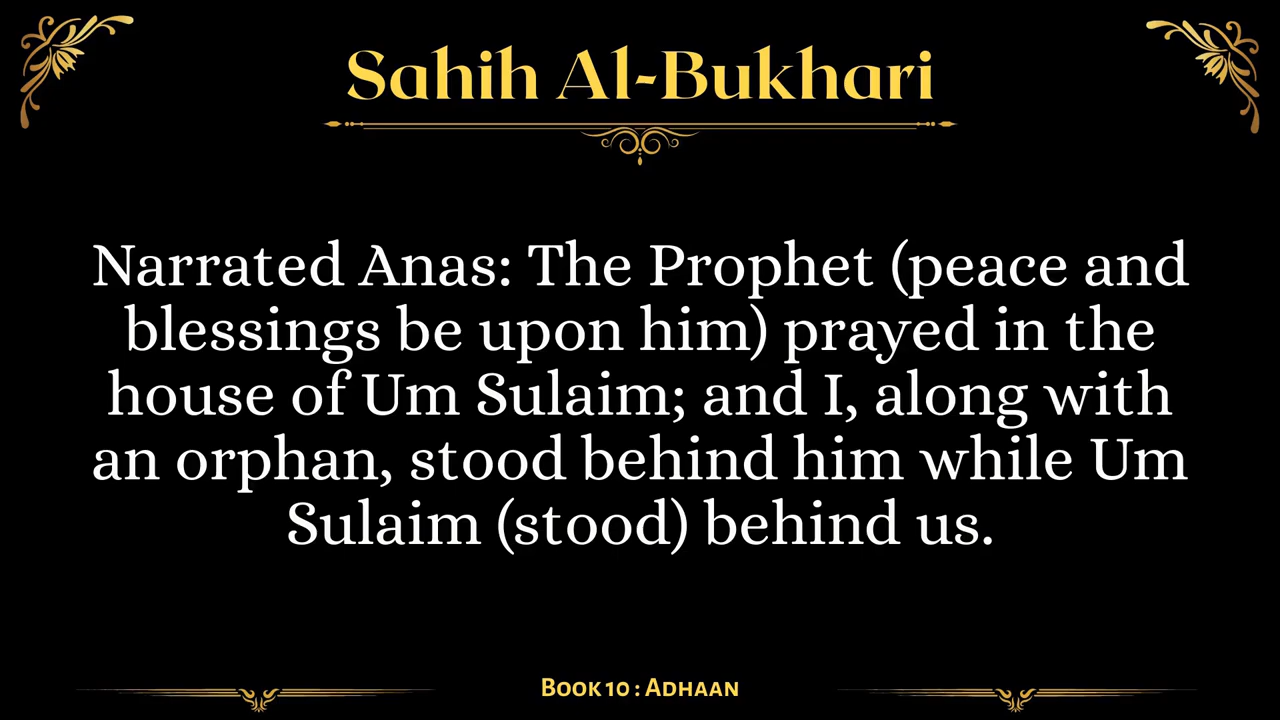 Sahih Al-Bukhari
Narrated Anas: The Prophet (peace and
blessings be upon him) prayed in the
house of Um Sulaim; and I, along with
an orphan, stood behind him while Um
Sulaim (stood) behind us.
Book 10 : Adhaan